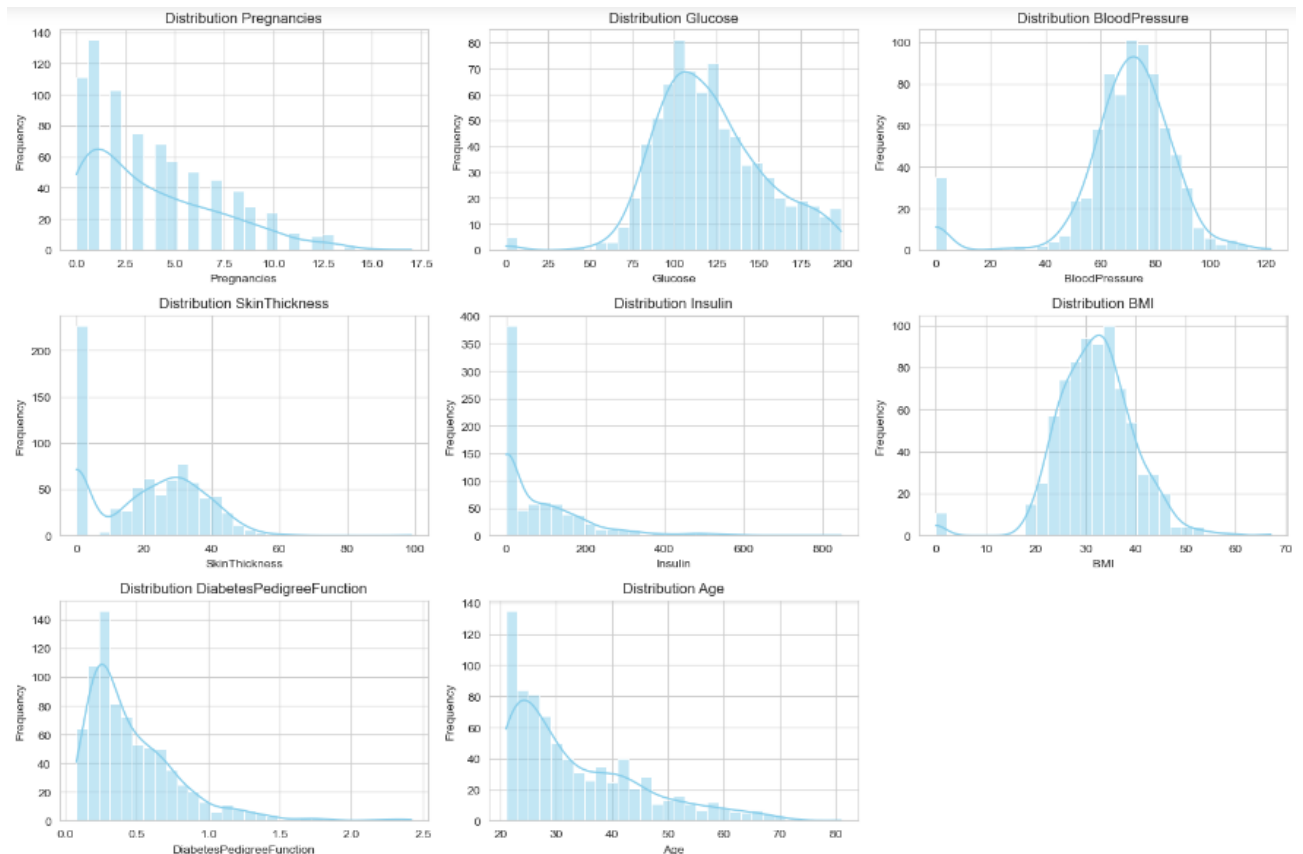 Distribution Pregnancies
140
120
100
80
60
40
20
0
Frequency
0.0 2.5 5.0 7.5 10.0 12.5 15.0 17.5
Pregnancies
Distribution Glucose
80
70
60
50
40
30
20
10
0
Frequency
0 25 50 75 100 125 150 175 200
Glucose
Distribution BloodPressure
100
80
60
40
20
0
Frequency
0 20 40 60 80 100 120
BloodPressure
Distribution SkinThickness
200
150
100
50
0
Frequency
0 20 40 60 80 100
SkinThickness
Distribution Insulin
400
350
300
250
200
150
100
50
0
Frequency
0 200 400 600 800
Insulin
Distribution BMI
100
80
60
40
20
0
Frequency
0 10 20 30 40 50 60 70
BMI
Distribution DiabetesPedigreeFunction
140
120
100
80
60
40
20
0
Frequency
0.0 0.5 1.0 1.5 2.0 2.5
DiabetesPedigreeFunction
Distribution Age
140
120
100
80
60
40
20
0
Frequency
20 30 40 50 60 70 80
Age